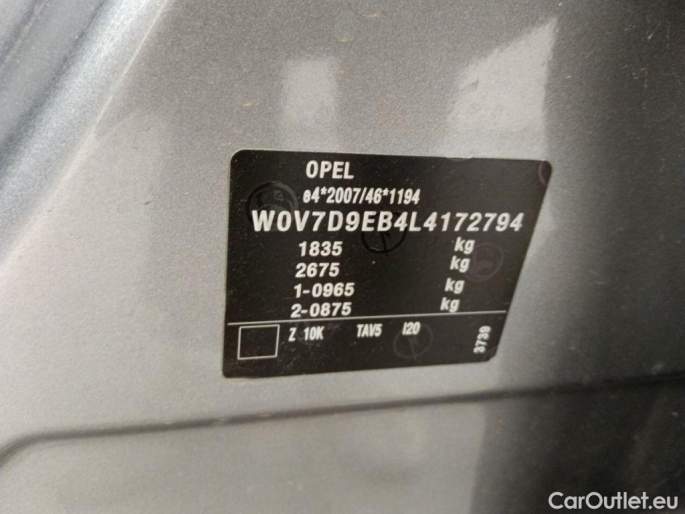 OPEL
e4*2007/46*1194
W0V7D9EB4L4172794
1835 kg
2675 kg
1-0965 kg
2-0875 kg
Z 10K TAV5 I20
3739
CarOutlet.eu